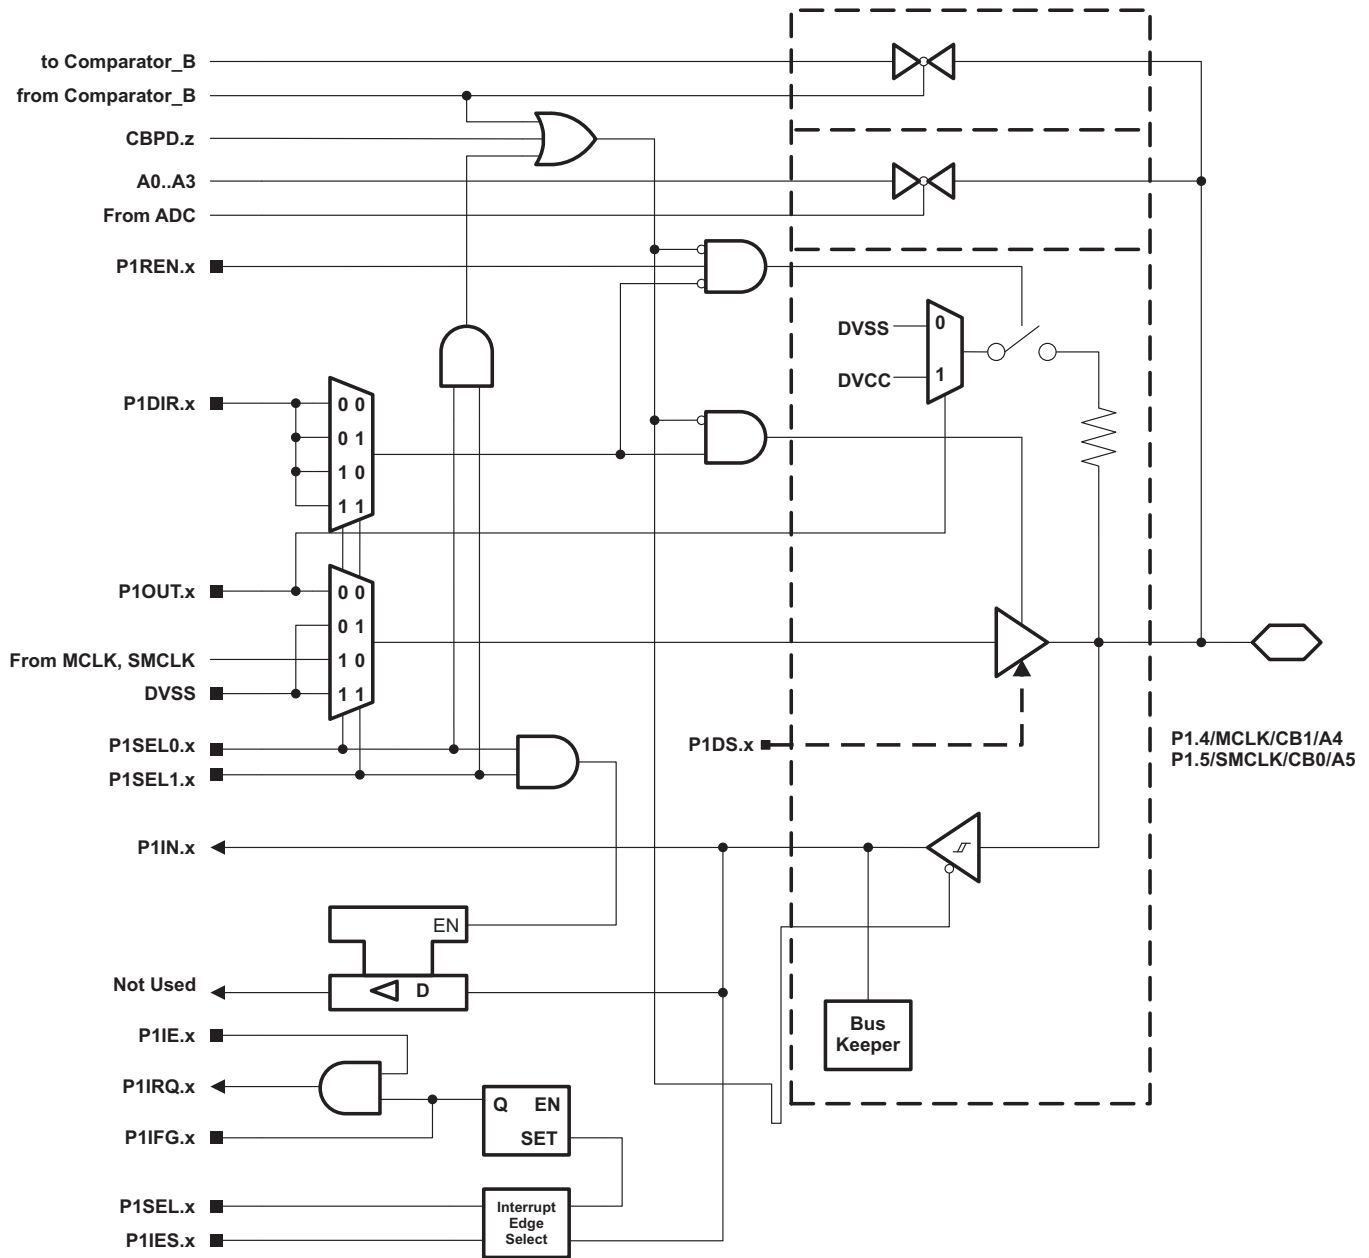 to Comparator_B
from Comparator_B
CBPD.z
A0..A3
From ADC
P1REN.x
DVSS
0
DVCC
1
P1DIR.x
0 0
0 1
1 0
1 1
P1OUT.x
0 0
0 1
From MCLK, SMCLK
1 0
DVSS
1 1
P1SEL0.x
P1SEL1.x
P1DS.x
P1.4/MCLK/CB1/A4
P1.5/SMCLK/CB0/A5
P1IN.x
EN
Not Used
D
Bus
Keeper
P1IE.x
P1IRQ.x
Q EN
SET
P1IFG.x
P1SEL.x
P1IES.x
Interrupt
Edge
Select